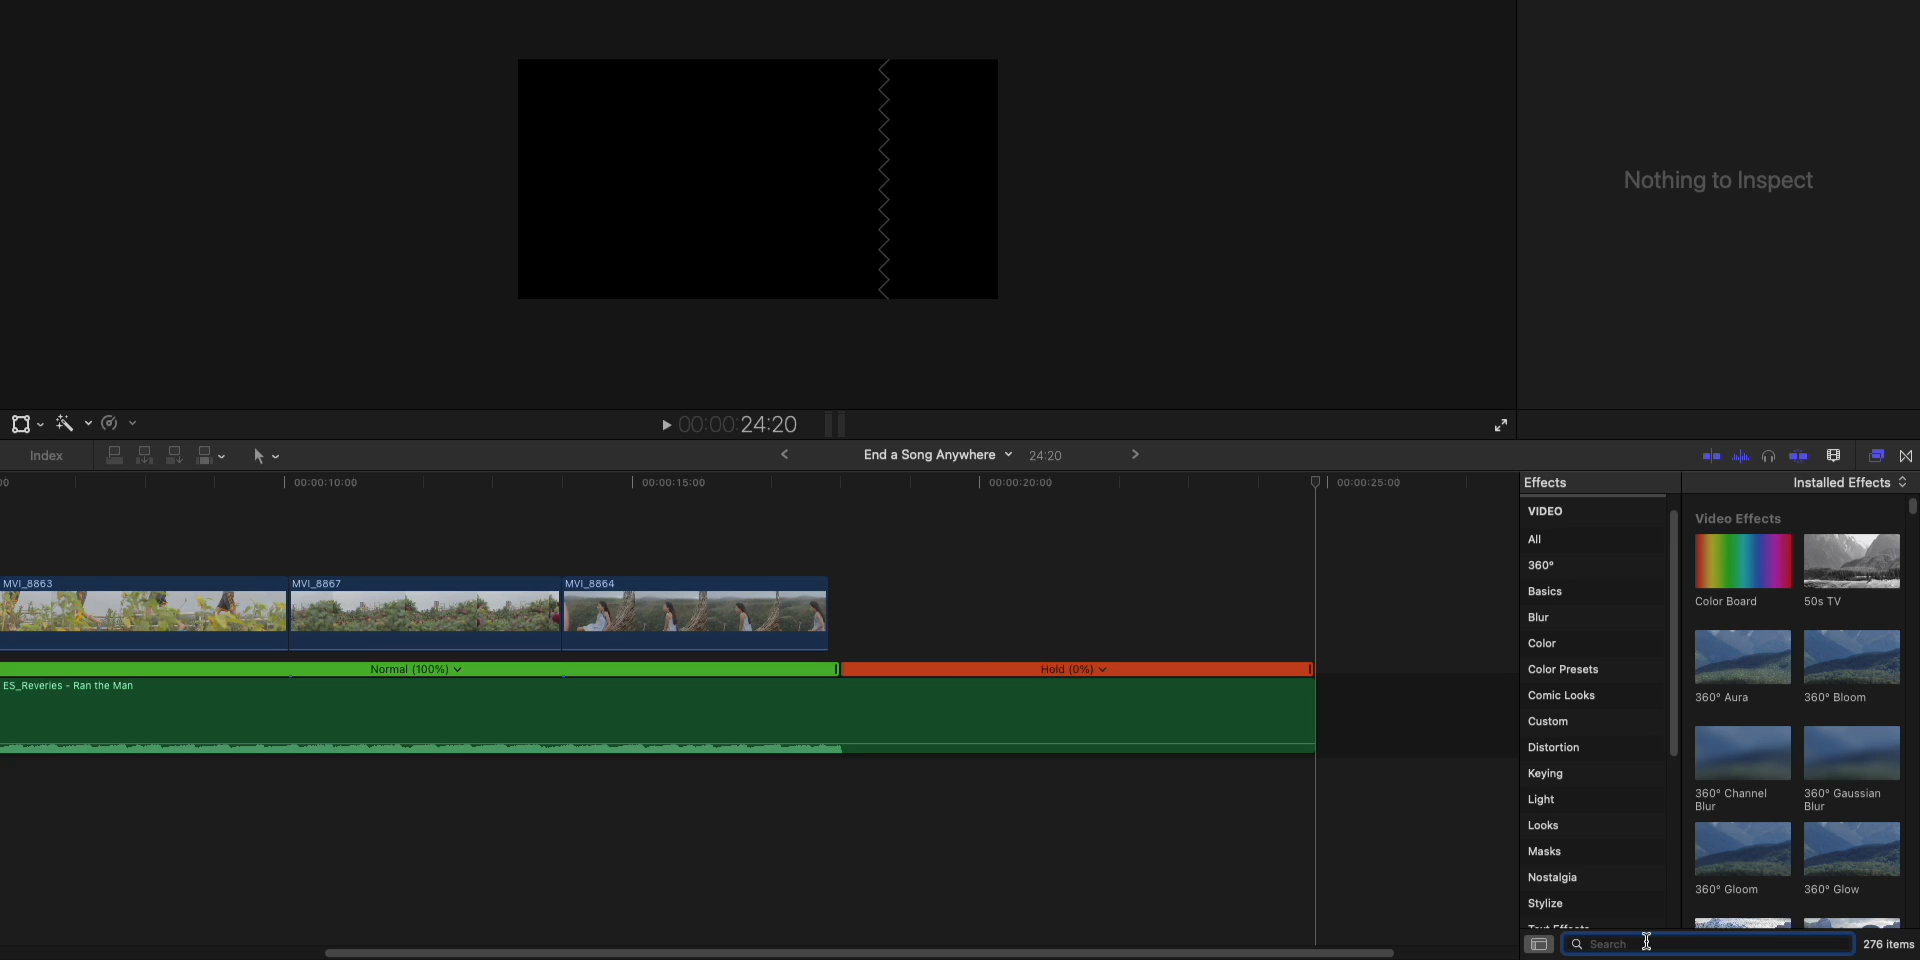 Nothing to Inspect
00:00:24:20
Index
End a Song Anywhere
24:20
00
00:00:10:00
00:00:15:00
00:00:20:00
00:00:25:00
Effects
Installed Effects
VIDEO
All
360°
Basics
Blur
Color
Color Presets
Comic Looks
Custom
Distortion
Keying
Light
Looks
Masks
Nostalgia
Stylize
Text Effects
Video Effects
Color Board
50s TV
360° Aura
360° Bloom
360° Channel
Blur
360° Gaussian
Blur
360° Gloom
360° Glow
MVI_8863
MVI_8867
MVI_8864
Normal (100%)
Hold (0%)
ES_Reveries - Ran the Man
Search
276 items